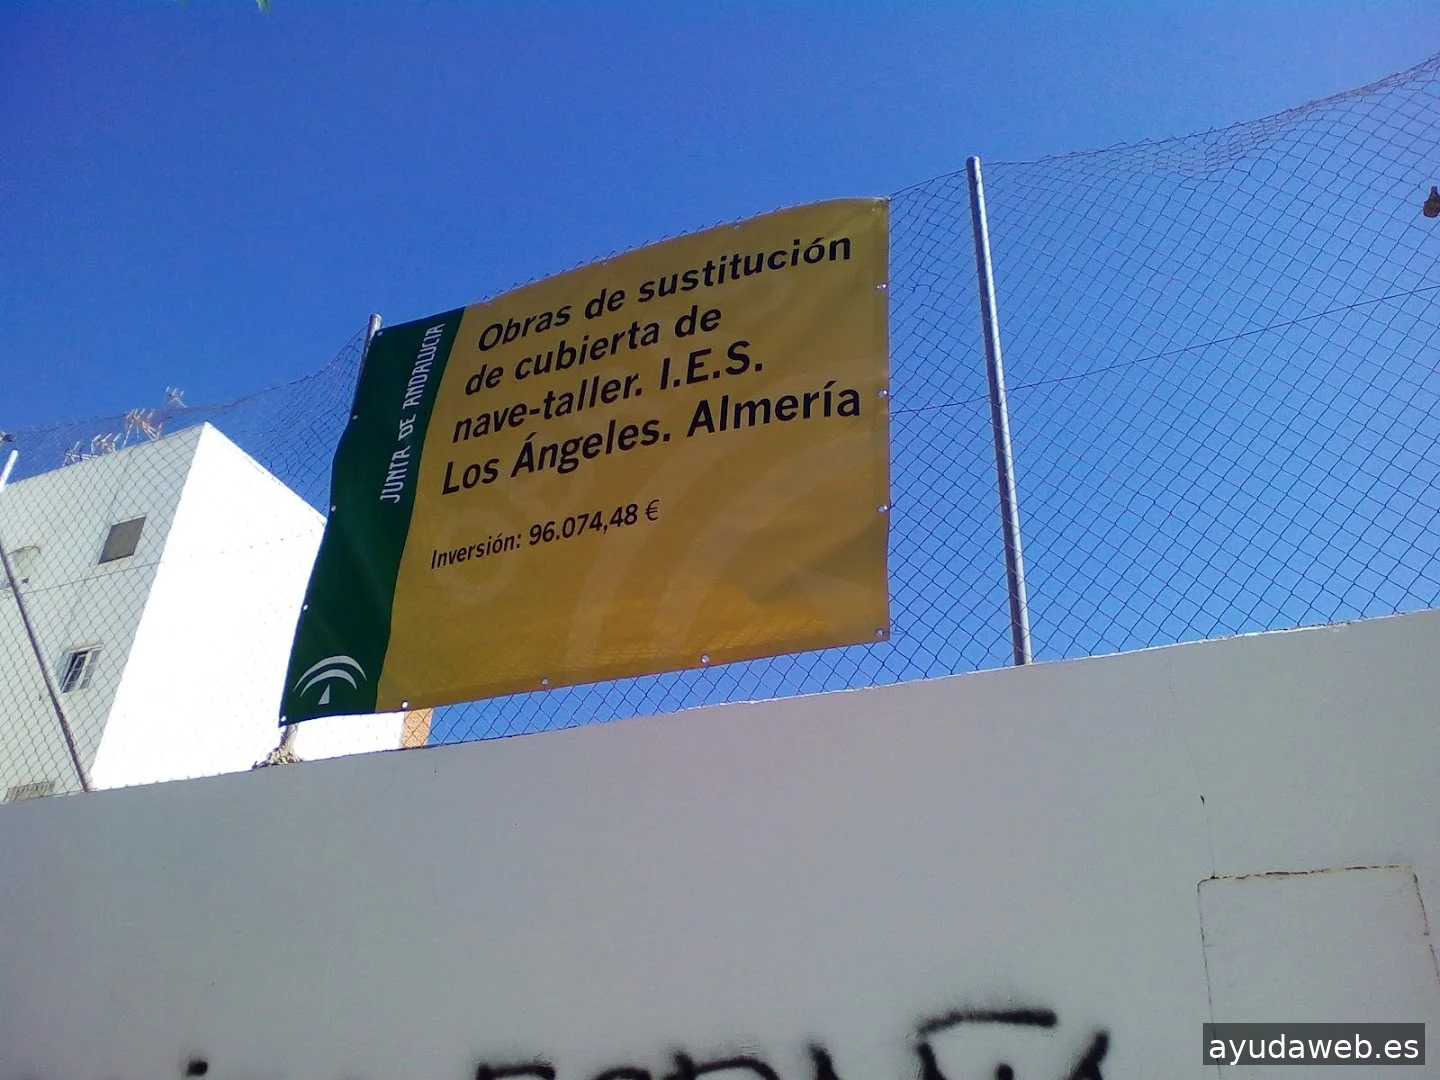 JUNTA DE ANDALUCIA
Obras de sustitución
de cubierta de
nave-taller. I.E.S.
Los Ángeles. Almería
Inversión: 96.074,48 €
ayudaweb.es